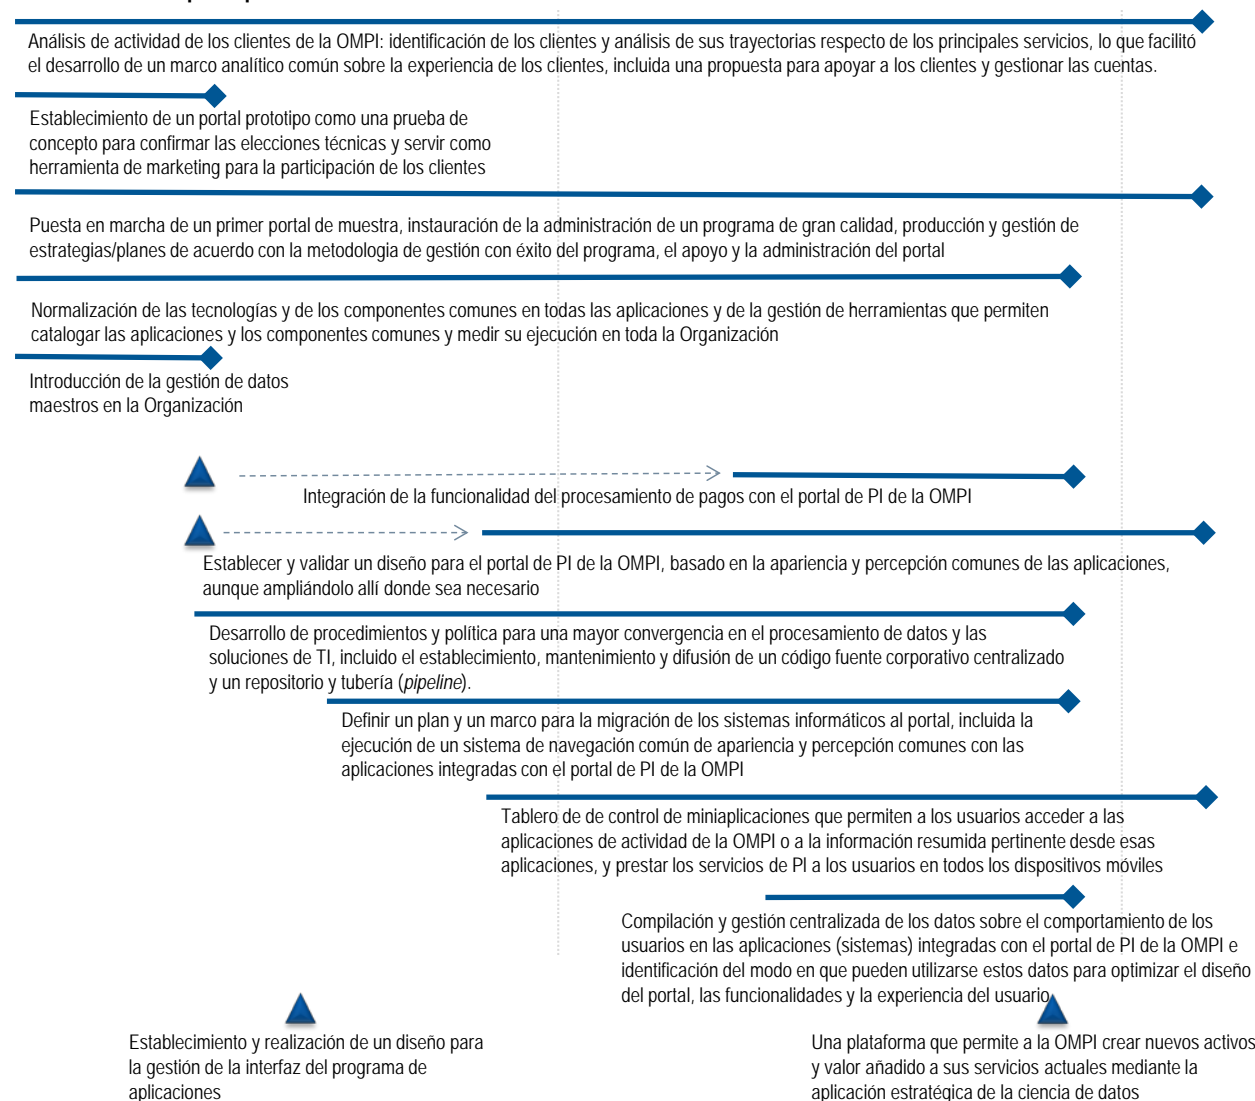 Análisis de actividad de los clientes de la OMPI: identificación de los clientes y análisis de sus trayectorias respecto de los principales servicios, lo que facilitó
el desarrollo de un marco analítico común sobre la experiencia de los clientes, incluida una propuesta para apoyar a los clientes y gestionar las cuentas.
Establecimiento de un portal prototipo como una prueba de
concepto para confirmar las elecciones técnicas y servir como
herramienta de marketing para la participación de los clientes
Puesta en marcha de un primer portal de muestra, instauración de la administración de un programa de gran calidad, producción y gestión de
estrategias/planes de acuerdo con la metodologia de gestión con éxito del programa, el apoyo y la administración del portal
Normalización de las tecnologías y de los componentes comunes en todas las aplicaciones y de la gestión de herramientas que permiten
catalogar las aplicaciones y los componentes comunes y medir su ejecución en toda la Organización
Introducción de la gestión de datos
maestros en la Organización
Integración de la funcionalidad del procesamiento de pagos con el portal de PI de la OMPI
Establecer y validar un diseño para el portal de PI de la OMPI, basado en la apariencia y percepción comunes de las aplicaciones,
aunque ampliándolo allí donde sea necesario
Desarrollo de procedimientos y política para una mayor convergencia en el procesamiento de datos y las
soluciones de TI, incluido el establecimiento, mantenimiento y difusión de un código fuente corporativo centralizado
y un repositorio y tubería (pipeline).
Definir un plan y un marco para la migración de los sistemas informáticos al portal, incluida la
ejecución de un sistema de navegación común de apariencia y percepción comunes con las
aplicaciones integradas con el portal de PI de la OMPI
Tablero de de control de miniaplicaciones que permiten a los usuarios acceder a las
aplicaciones de actividad de la OMPI o a la información resumida pertinente desde esas
aplicaciones, y prestar los servicios de PI a los usuarios en todos los dispositivos móviles
Compilación y gestión centralizada de los datos sobre el comportamiento de los
usuarios en las aplicaciones (sistemas) integradas con el portal de PI de la OMPI e
identificación del modo en que pueden utilizarse estos datos para optimizar el diseño
del portal, las funcionalidades y la experiencia del usuario
Establecimiento y realización de un diseño para
la gestión de la interfaz del programa de
aplicaciones
Una plataforma que permite a la OMPI crear nuevos activos
y valor añadido a sus servicios actuales mediante la
aplicación estratégica de la ciencia de datos